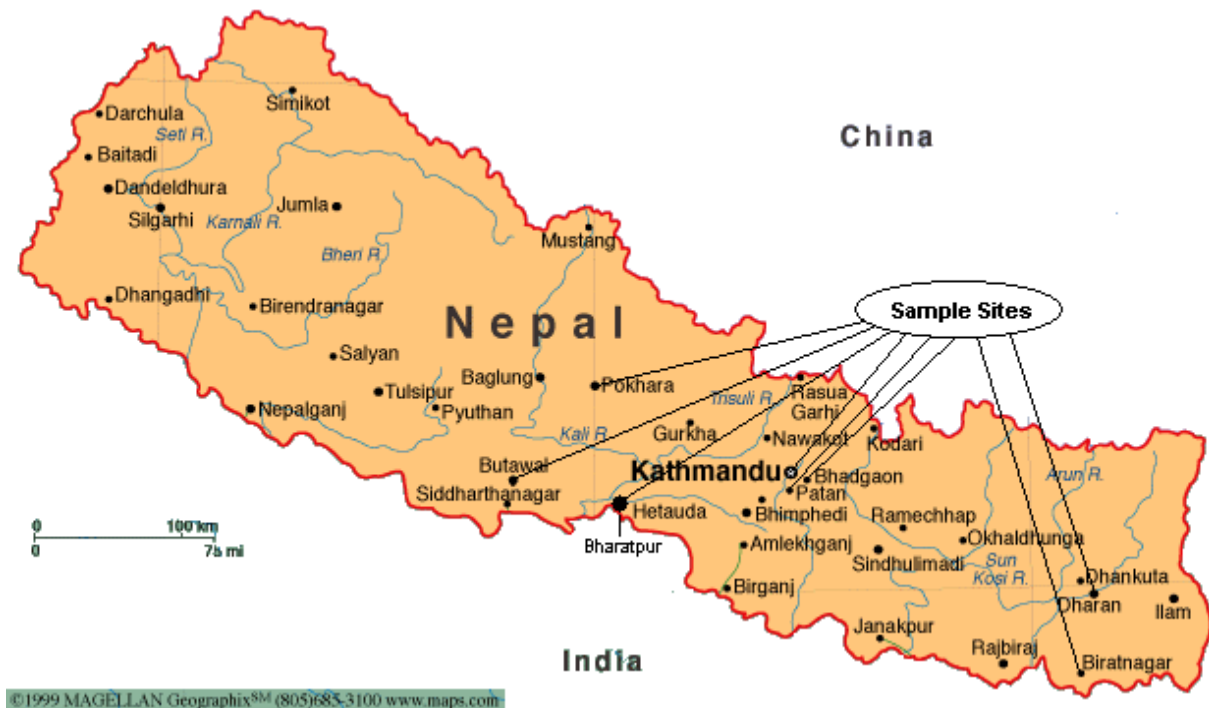 Simikot
Darchula
Seti R.
China
Baitadi
Dandeldhura
Silgarhi
Jumla
Karnali R.
Mustang
Bheri R.
Dhangadhi
Birendranagar
Nepal
Sample Sites
Salyan
Baglung
Pokhara
Tulsipur
Rasua
Garhi
Trisuli R.
Nepalganj
Pyuthan
Kali R.
Gurkha
Nawakot
Kodari
Butawal
Kathmandu
Bhadgaon
Arun R.
Siddharthanagar
Patan
Hetauda
Bhimphedi
Ramechhap
0 100 km
0 75 mi
Bharatpur
Amlekhganj
Okhaldhunga
Sindhulimadi
Sun
Kosi R.
Birganj
Dhankuta
Dharan
Ilam
Janakpur
India
Rajbiraj
Biratnagar
©1999 MAGELLAN Geographix℠ (805)685-3100 www.maps.com